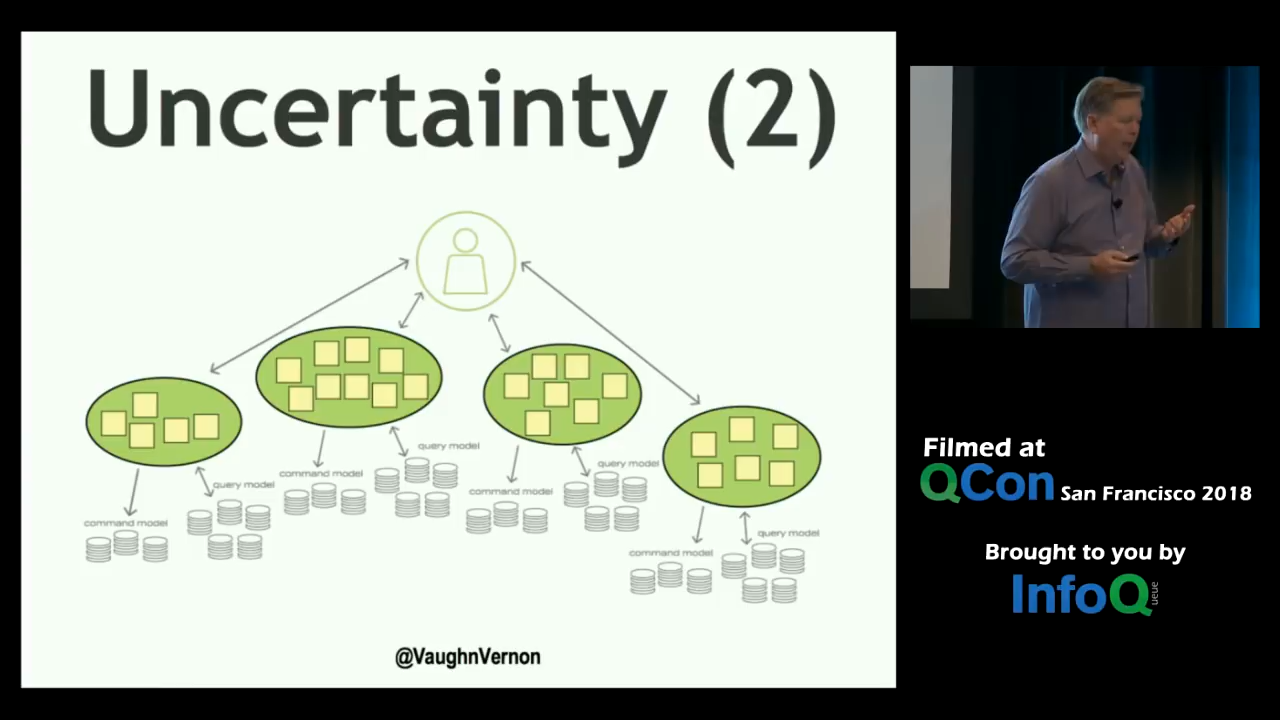 Uncertainty (2)
query model
command model
query model
query model
command model
command model
query model
command model
@VaughnVernon
Filmed at
QCon San Francisco 2018
Brought to you by
InfoQueue